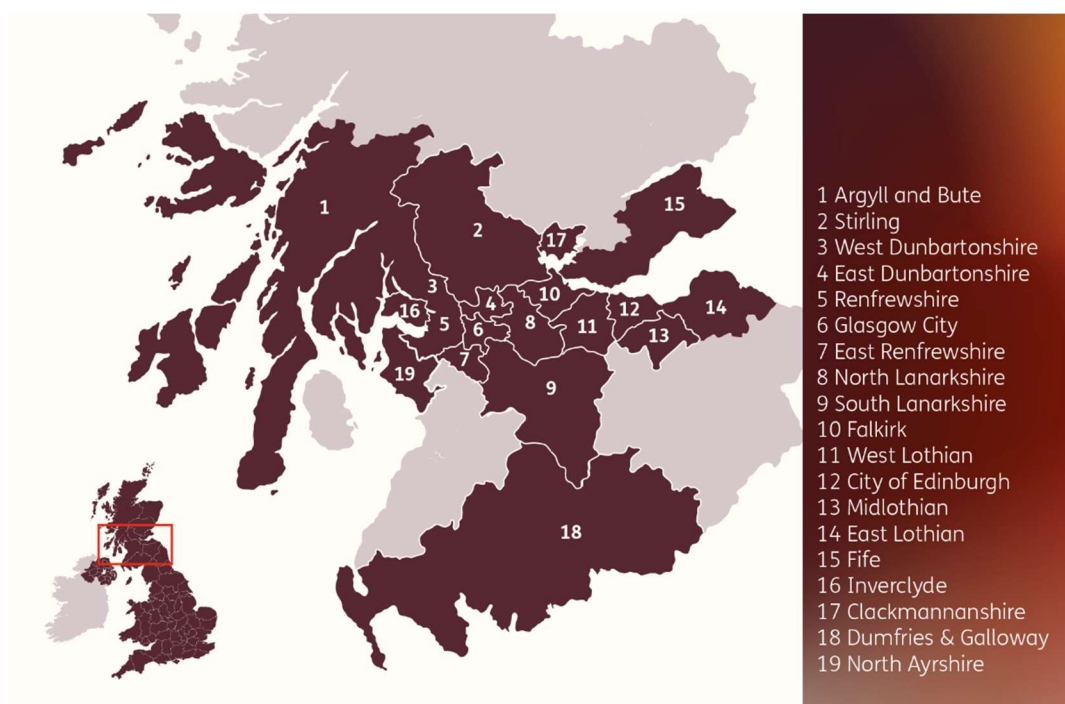 1
2
15
17
3
16
4
10
12
14
5
6
8
11
13
7
19
9
18
1 Argyll and Bute
2 Stirling
3 West Dunbartonshire
4 East Dunbartonshire
5 Renfrewshire
6 Glasgow City
7 East Renfrewshire
8 North Lanarkshire
9 South Lanarkshire
10 Falkirk
11 West Lothian
12 City of Edinburgh
13 Midlothian
14 East Lothian
15 Fife
16 Inverclyde
17 Clackmannanshire
18 Dumfries & Galloway
19 North Ayrshire